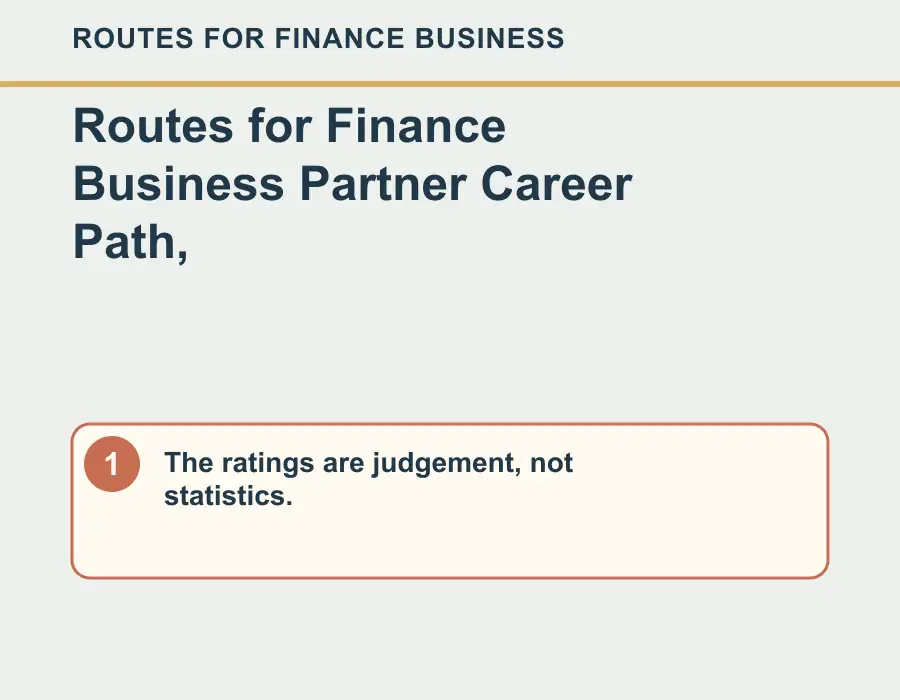 ROUTES FOR FINANCE BUSINESS
Routes for Finance
Business Partner Career
Path,
1
The ratings are judgement, not
statistics.